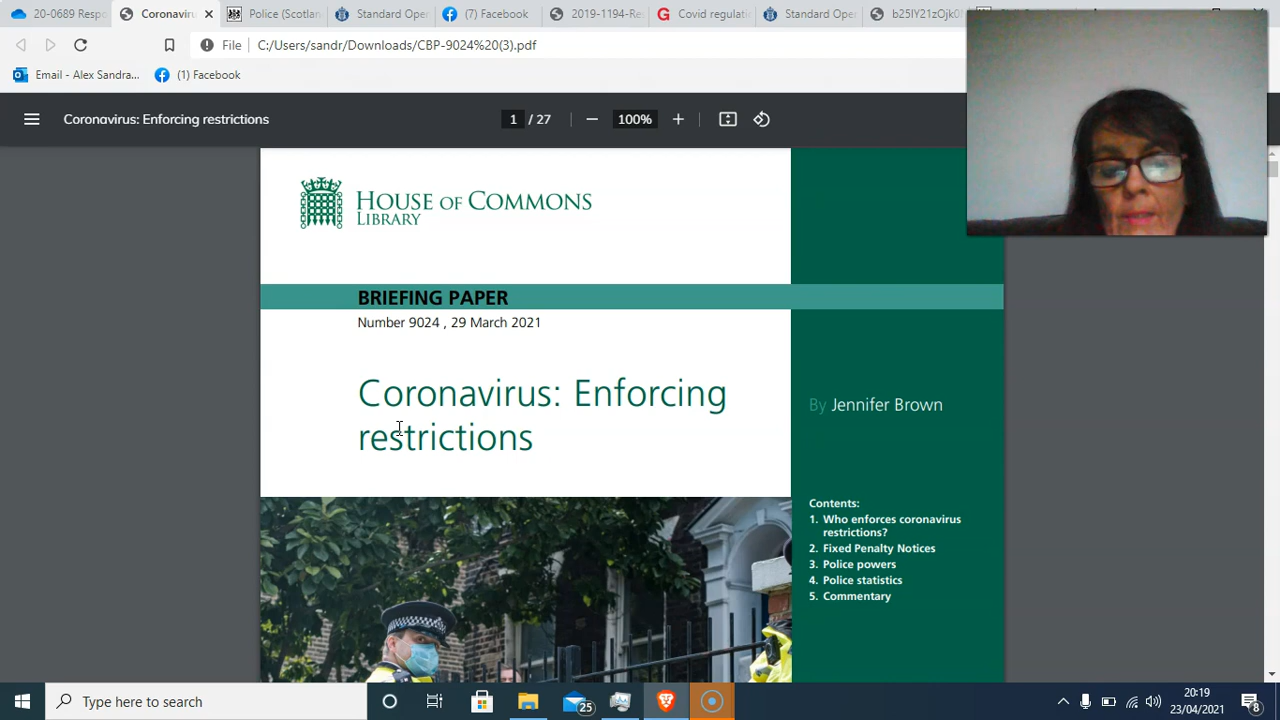 20-0689 Resp
Coronaviru
Police (Scotlan
Standard Oper
(7) Facebook
2019-1194-Re
Covid regulati
Standard Op
b25lY21zOjk0
File C:/Users/sandr/Downloads/CBP-9024%20(3).pdf
Email - Alex Sandra...
(1) Facebook
Coronavirus: Enforcing restrictions
1 / 27
100%
HOUSE OF COMMONS
LIBRARY
BRIEFING PAPER
Number 9024 , 29 March 2021
Coronavirus: Enforcing
restrictions
By Jennifer Brown
Contents:
1. Who enforces coronavirus
restrictions?
2. Fixed Penalty Notices
3. Police powers
4. Police statistics
5. Commentary
Type here to search
25
20:19
23/04/2021
8